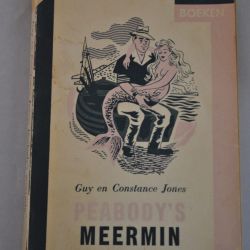 BOEKEN
Guy en Constance Jones
PEABODY'S
MEERMIN